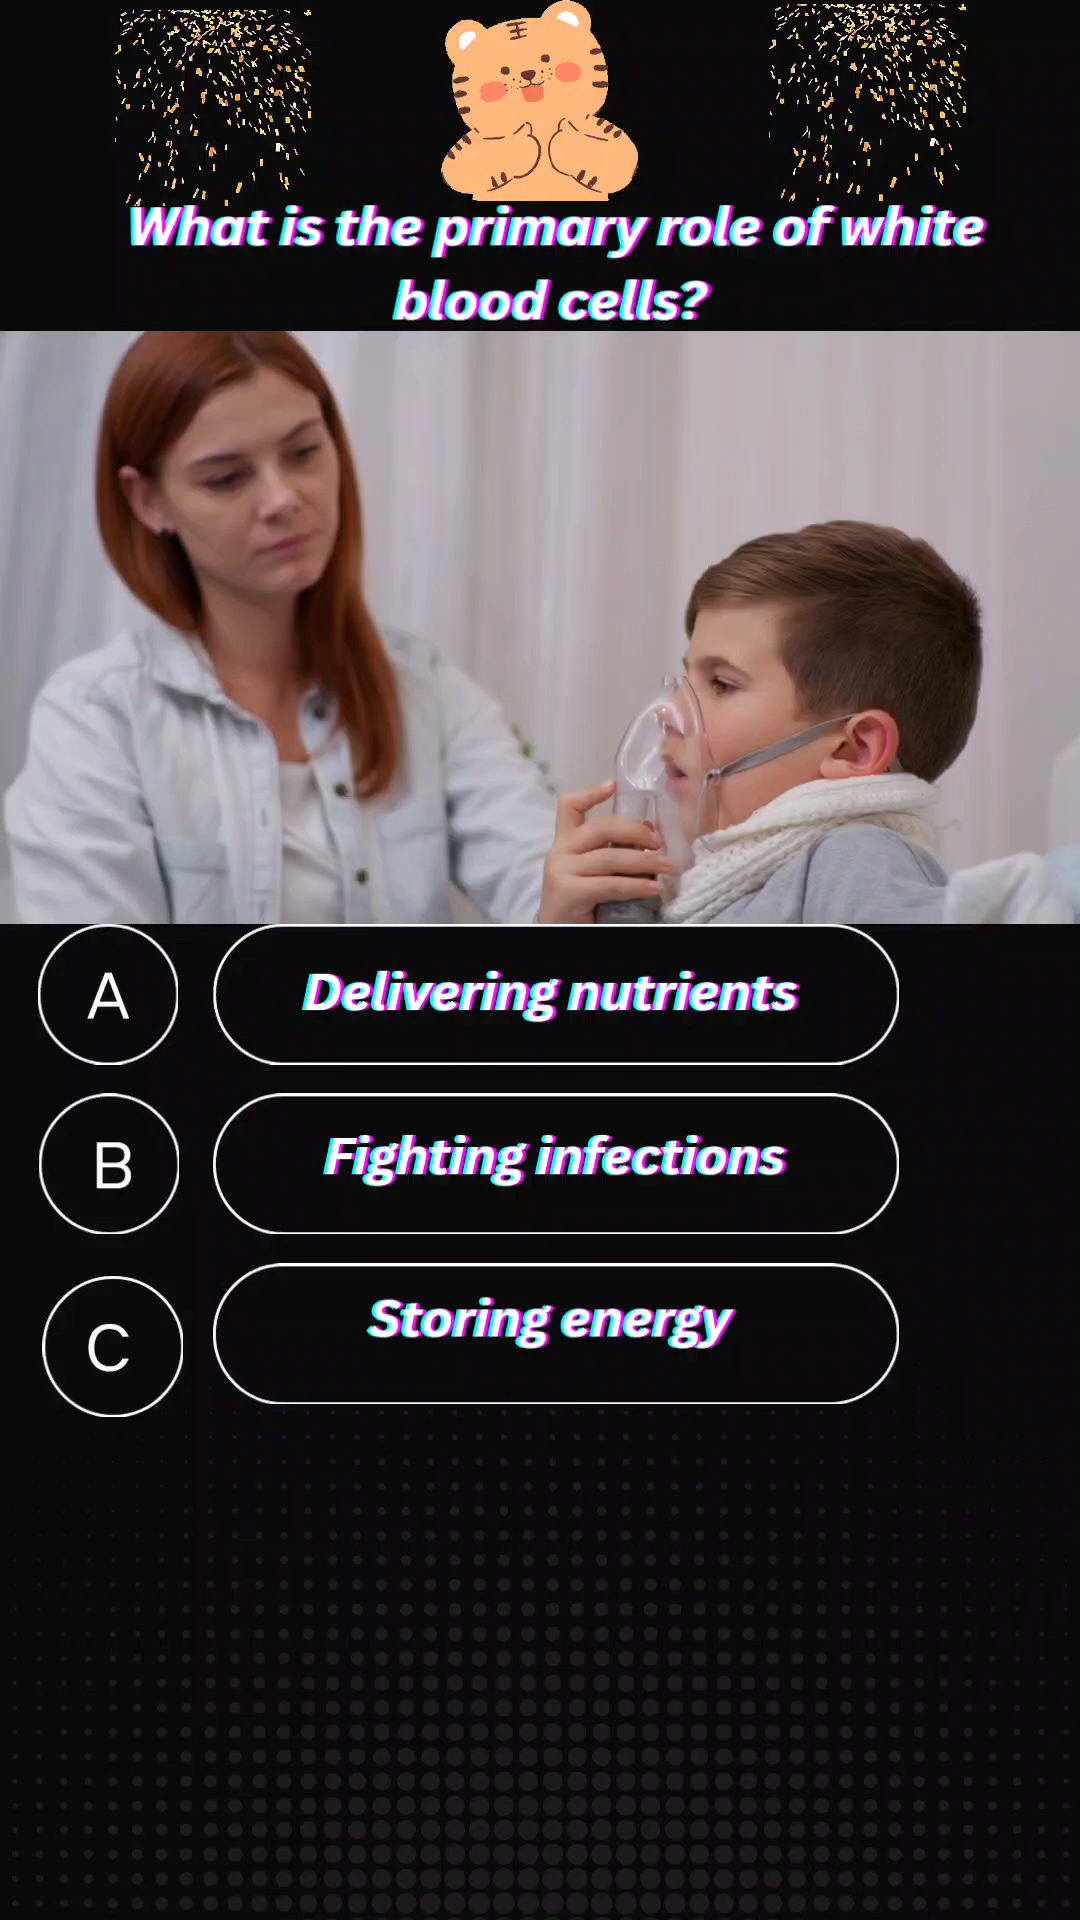 What is the primary role of white
blood cells?
A
Delivering nutrients
B
Fighting infections
C
Storing energy